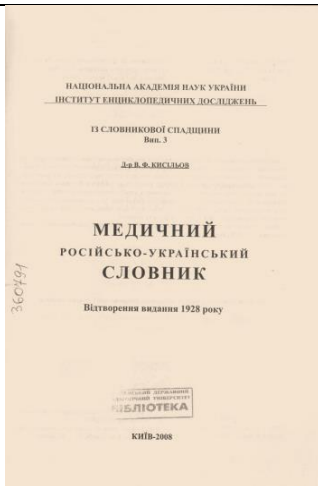 НАЦІОНАЛЬНА АКАДЕМІЯ НАУК УКРАЇНИ
ІНСТИТУТ ЕНЦИКЛОПЕДИЧНИХ ДОСЛІДЖЕНЬ
ІЗ СЛОВНИКОВОЇ СПАДЩИНИ
Вип. 3
Д-р В. Ф. КИСІЛЬОВ
МЕДИЧНИЙ
РОСІЙСЬКО-УКРАЇНСЬКИЙ
СЛОВНИК
Відтворення видання 1928 року
360791
БІБЛІОТЕКА
КИЇВ-2008